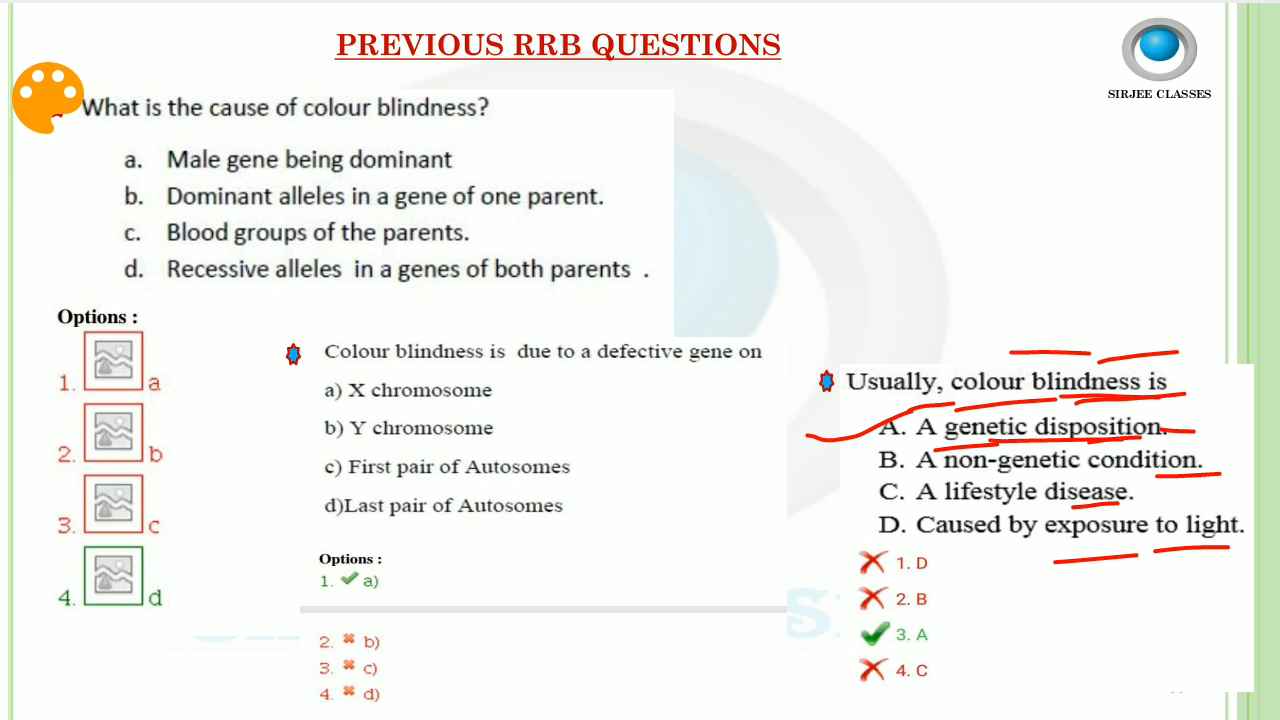 PREVIOUS RRB QUESTIONS
SIRJEE CLASSES
What is the cause of colour blindness?
a. Male gene being dominant
b. Dominant alleles in a gene of one parent.
c. Blood groups of the parents.
d. Recessive alleles in a genes of both parents .
Options :
1. a
2. b
3. c
4. d
Colour blindness is due to a defective gene on
a) X chromosome
b) Y chromosome
c) First pair of Autosomes
d)Last pair of Autosomes
Options :
1. a)
2. b)
3. c)
4. d)
Usually, colour blindness is
A. A genetic disposition.
B. A non-genetic condition.
C. A lifestyle disease.
D. Caused by exposure to light.
1. D
2. B
3. A
4. C